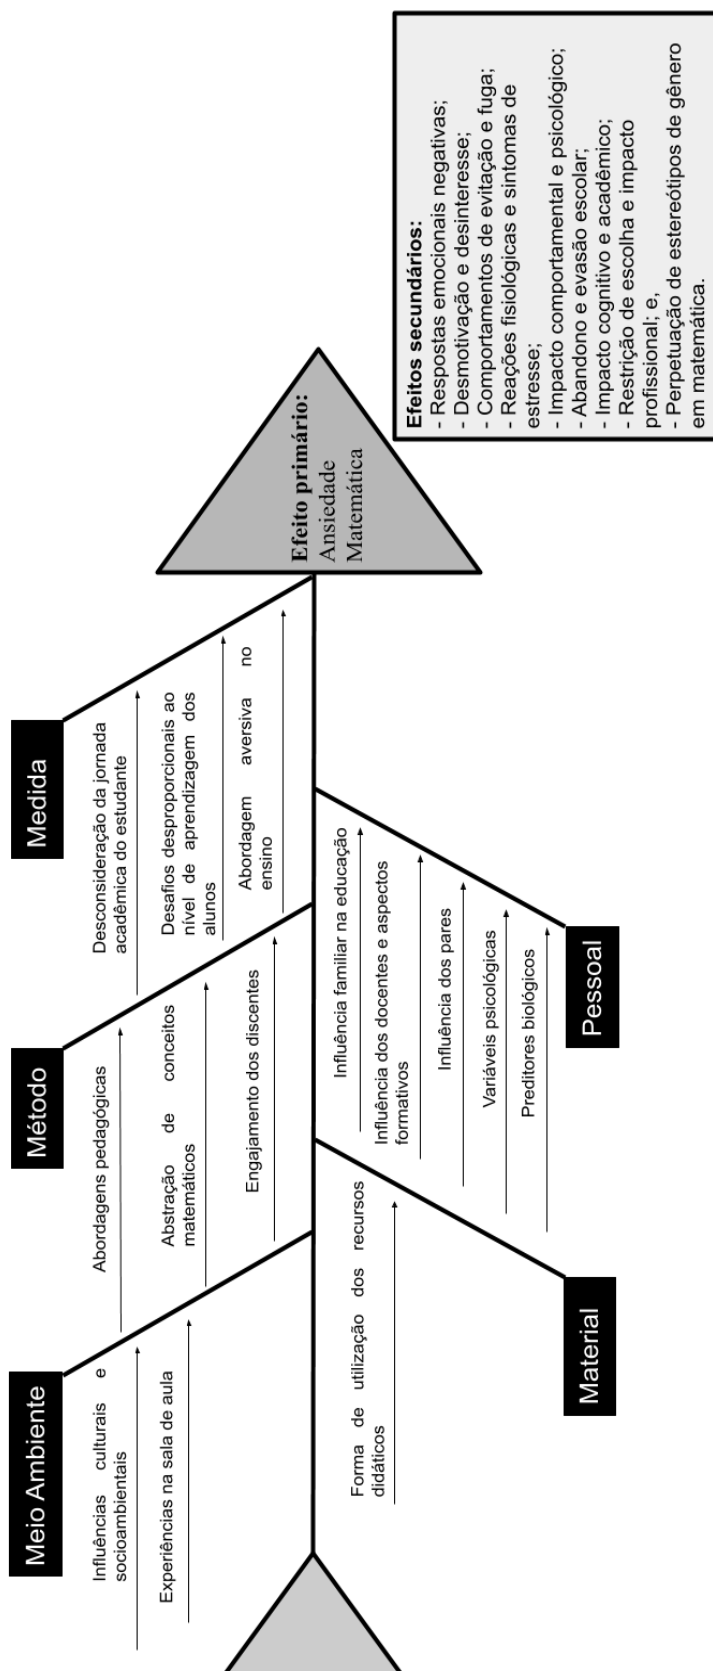 Meio Ambiente
Influências culturais e
socioambientais
Experiências na sala de aula
Método
Abordagens pedagógicas
Abstração de conceitos
matemáticos
Engajamento dos discentes
Medida
Desconsideração da jornada
acadêmica do estudante
Desafios desproporcionais ao
nível de aprendizagem dos
alunos
Abordagem aversiva no
ensino
Forma de utilização dos recursos
didáticos
Material
Influência familiar na educação
Influência dos docentes e aspectos
formativos
Influência dos pares
Variáveis psicológicas
Preditores biológicos
Pessoal
Efeito primário:
Ansiedade
Matemática
Efeitos secundários:
- Respostas emocionais negativas;
- Desmotivação e desinteresse;
- Comportamentos de evitação e fuga;
- Reações fisiológicas e sintomas de
estresse;
- Impacto comportamental e psicológico;
- Abandono e evasão escolar;
- Impacto cognitivo e acadêmico;
- Restrição de escolha e impacto
profissional; e,
- Perpetuação de estereótipos de gênero
em matemática.